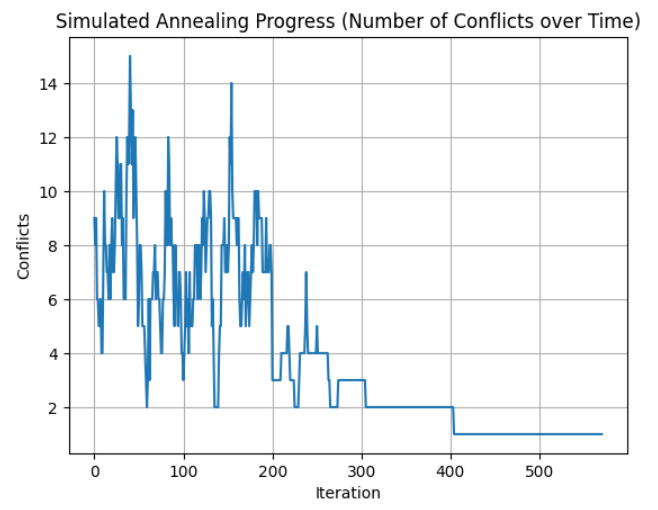 Simulated Annealing Progress (Number of Conflicts over Time)
14
12
10
8
6
4
2
Conflicts
0 100 200 300 400 500
Iteration